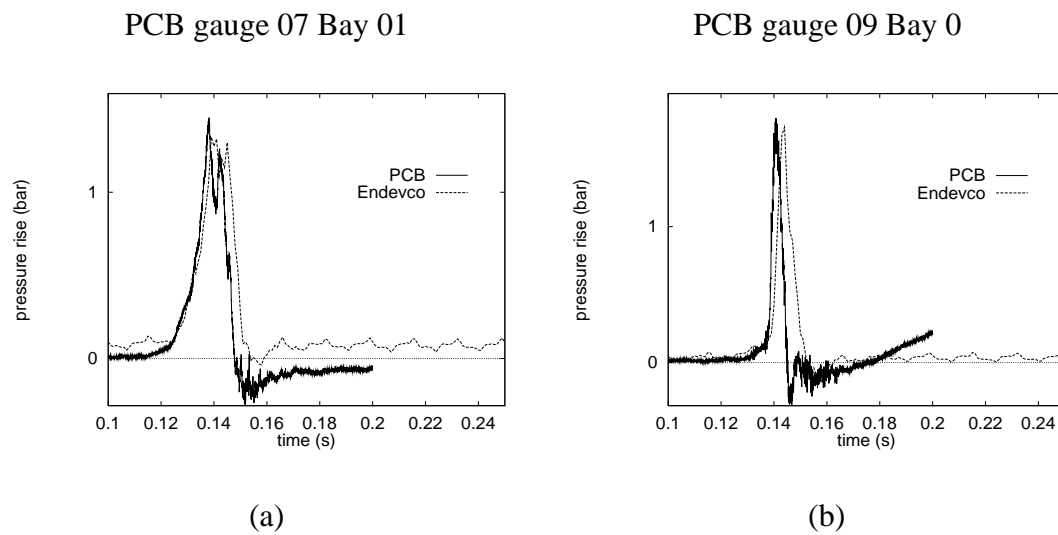 PCB gauge 07 Bay 01
pressure rise (bar)
1
0
PCB
Endevco
0.1 0.12 0.14 0.16 0.18 0.2 0.22 0.24
time (s)
(a)
PCB gauge 09 Bay 0
pressure rise (bar)
1
0
PCB
Endevco
0.1 0.12 0.14 0.16 0.18 0.2 0.22 0.24
time (s)
(b)